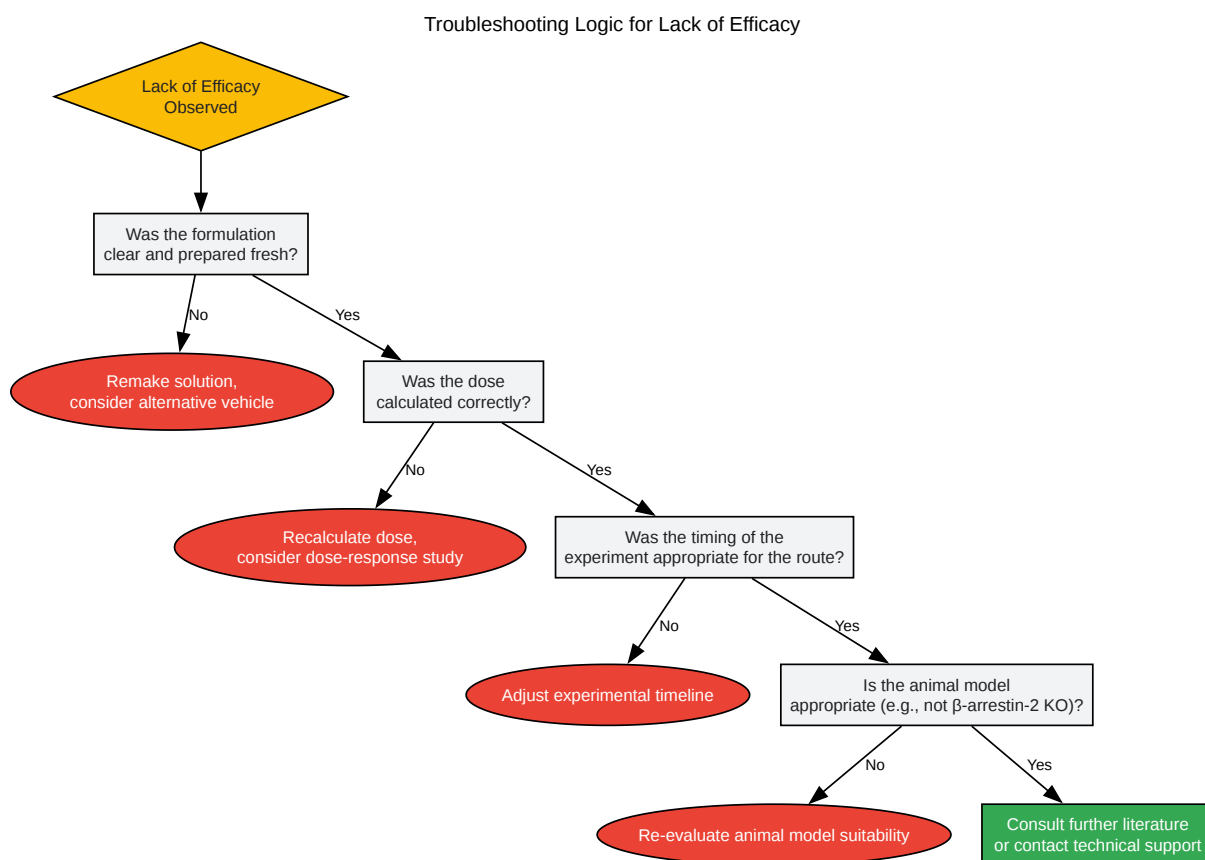 Troubleshooting Logic for Lack of Efficacy
Lack of Efficacy
Observed
Was the formulation
clear and prepared fresh?
No
Yes
Remake solution,
consider alternative vehicle
Was the dose
calculated correctly?
No
Yes
Recalculate dose,
consider dose-response study
Was the timing of the
experiment appropriate for the route?
No
Yes
Adjust experimental timeline
Is the animal model
appropriate (e.g., not β-arrestin-2 KO)?
No
Yes
Re-evaluate animal model suitability
Consult further literature
or contact technical support